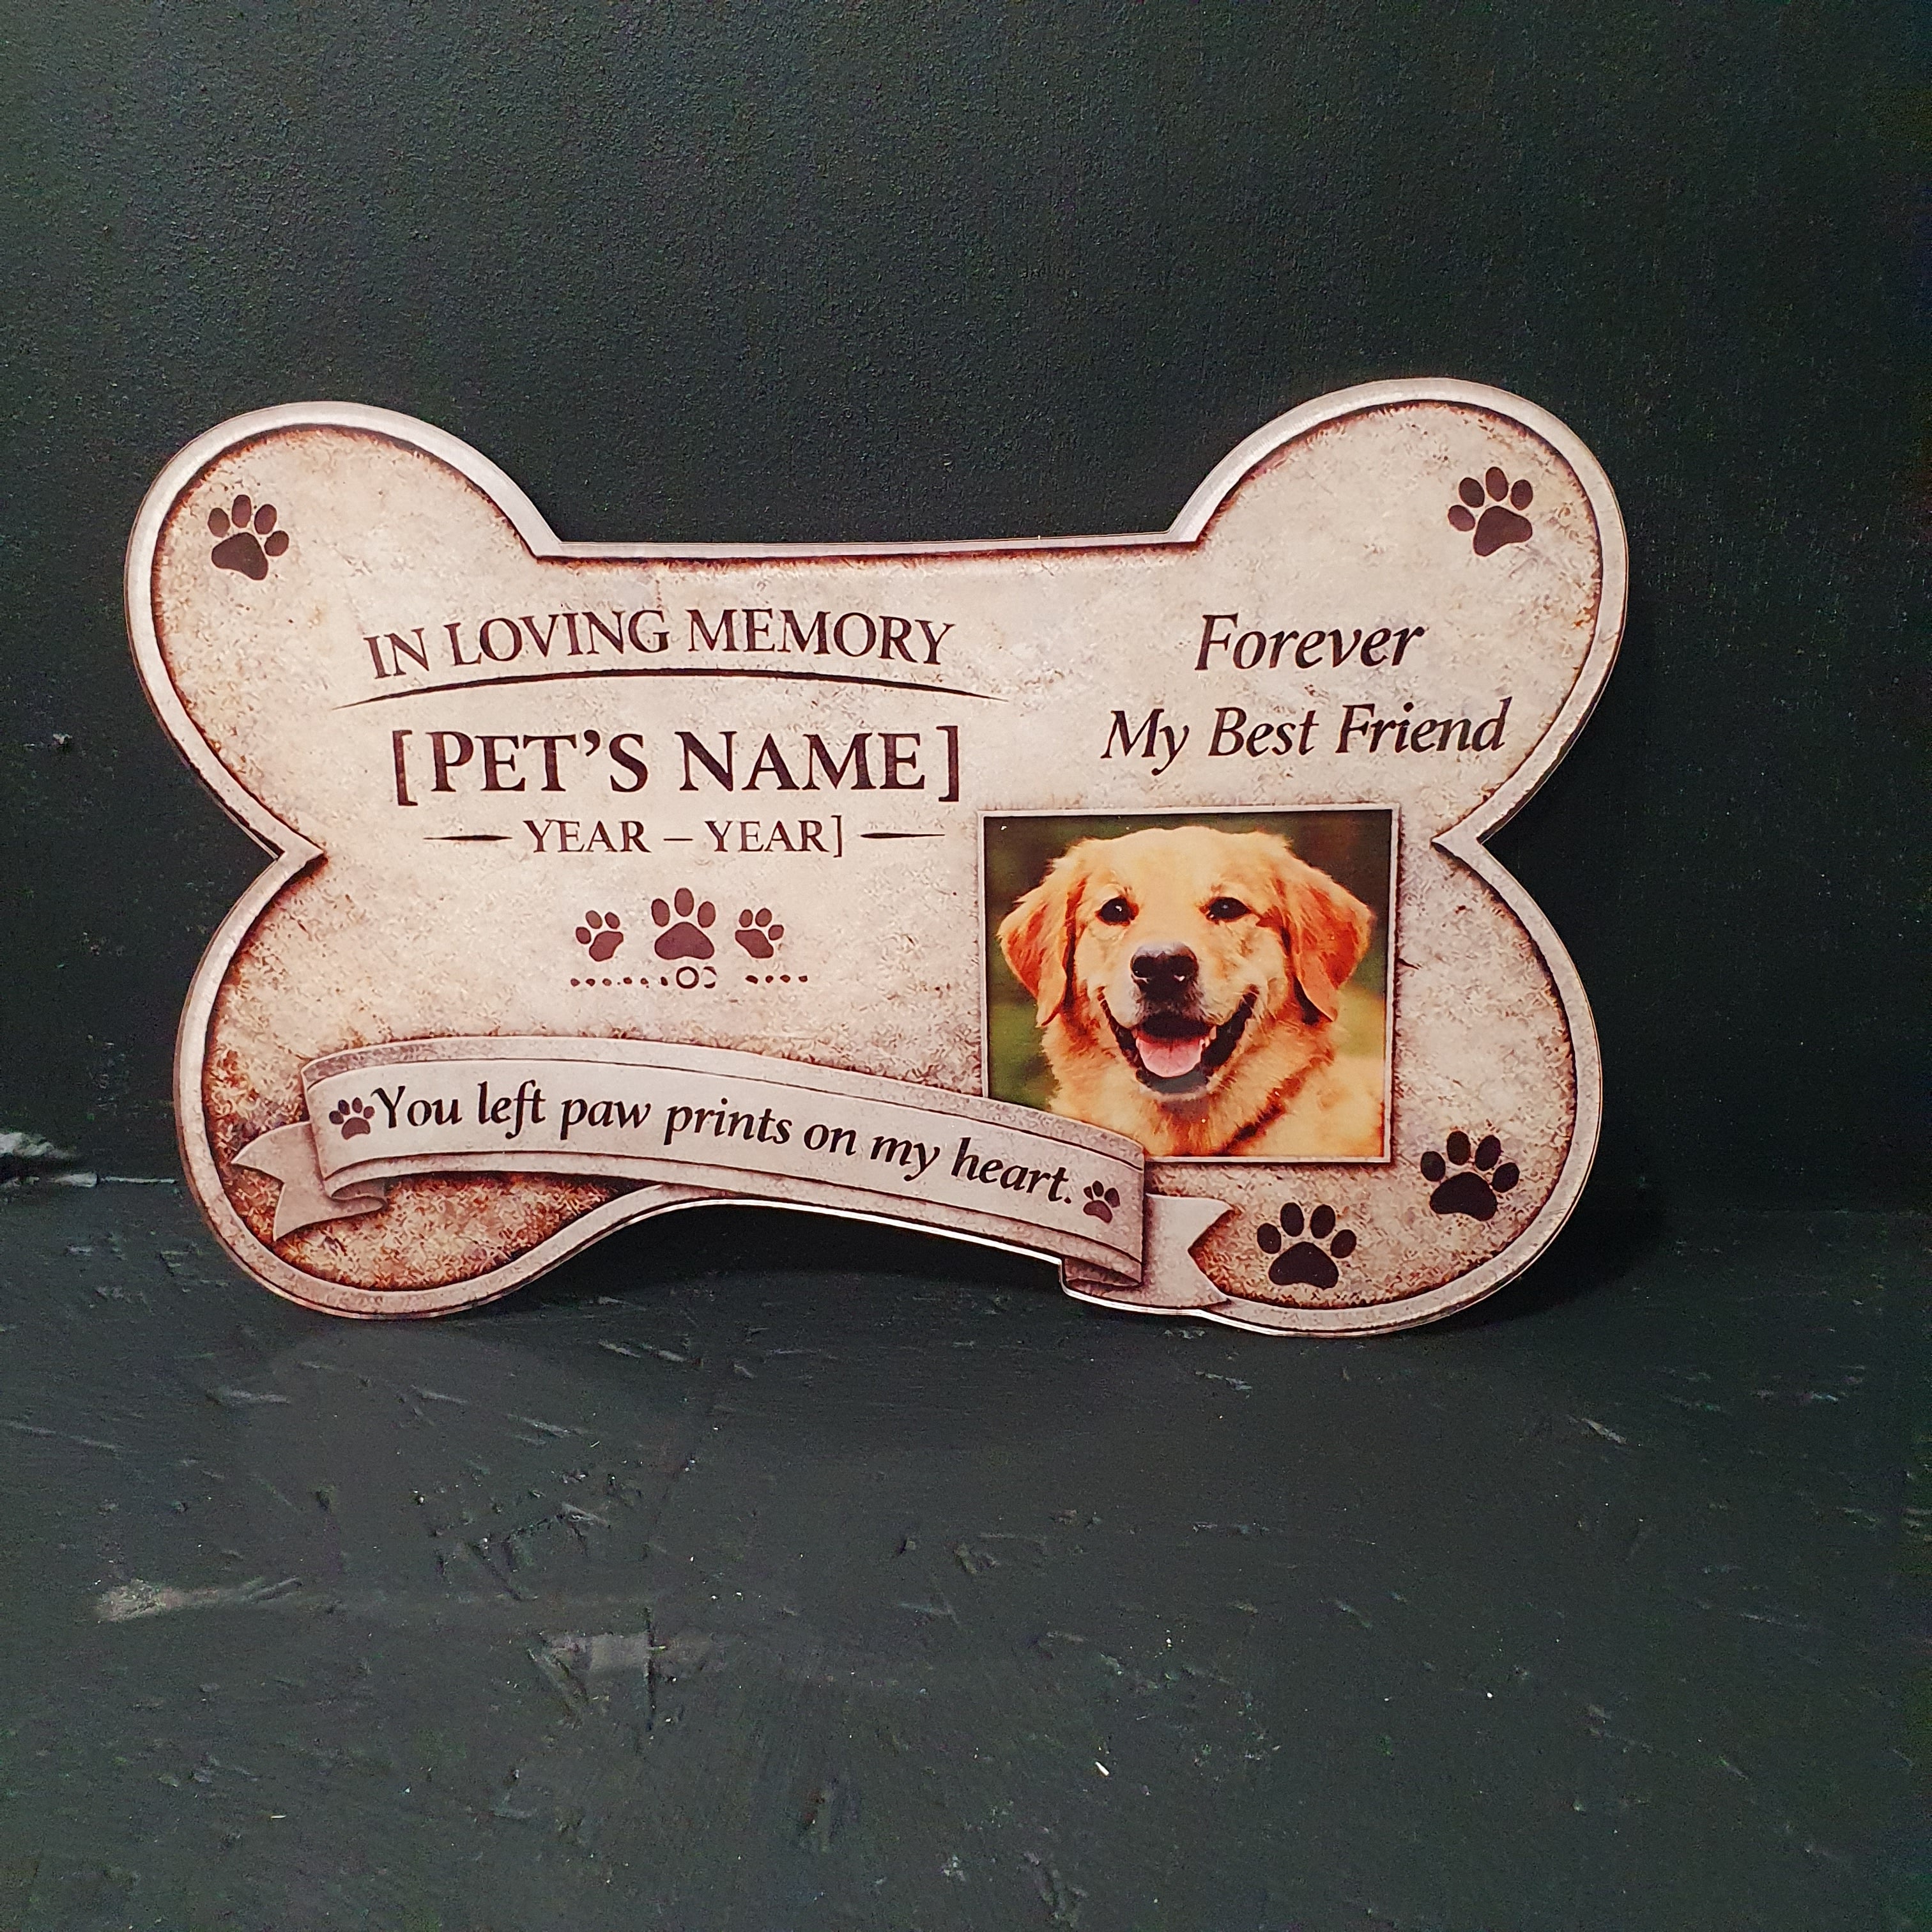 IN LOVING MEMORY
[PET'S NAME]
YEAR – YEAR]
Forever
My Best Friend
You left paw prints on my heart.